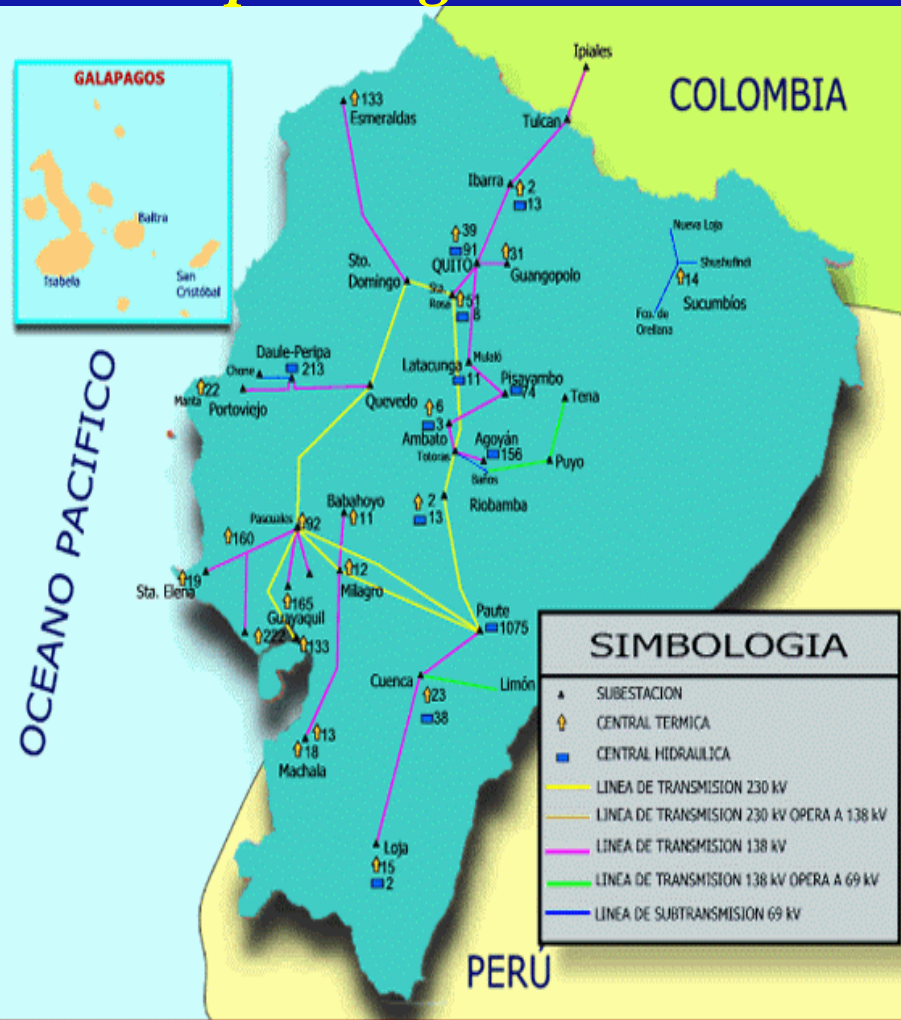 GALAPAGOS
Baltra
Isabela
San
Cristóbal
OCEANO PACIFICO
COLOMBIA
PERÚ
Ipiales
Tulcan
133
Esmeraldas
Ibarra
2
13
39
91
QUITO
31
Guangopolo
Nueva Loja
Shushufindi
14
Sucumbíos
Fco. de
Orellana
Sto.
Domingo
Sta.
Rosa
51
8
Daule-Peripa
Chone
213
22
Manta
Portoviejo
Quevedo
Latacunga
Mulaló
11
Pisayambo
74
Tena
6
3
Ambato
Totoras
Agoyán
156
Baños
Puyo
2
13
Riobamba
Babahoyo
11
Pascuales
92
160
12
Milagro
19
Sta. Elena
165
Guayaquil
222
133
Paute
1075
Cuenca
Limón
23
38
13
18
Machala
Loja
15
2
SIMBOLOGIA
SUBESTACION
CENTRAL TERMICA
CENTRAL HIDRAULICA
LINEA DE TRANSMISION 230 kV
LINEA DE TRANSMISION 230 kV OPERA A 138 kV
LINEA DE TRANSMISION 138 kV
LINEA DE TRANSMISION 138 kV OPERA A 69 kV
LINEA DE SUBTRANSMISION 69 kV